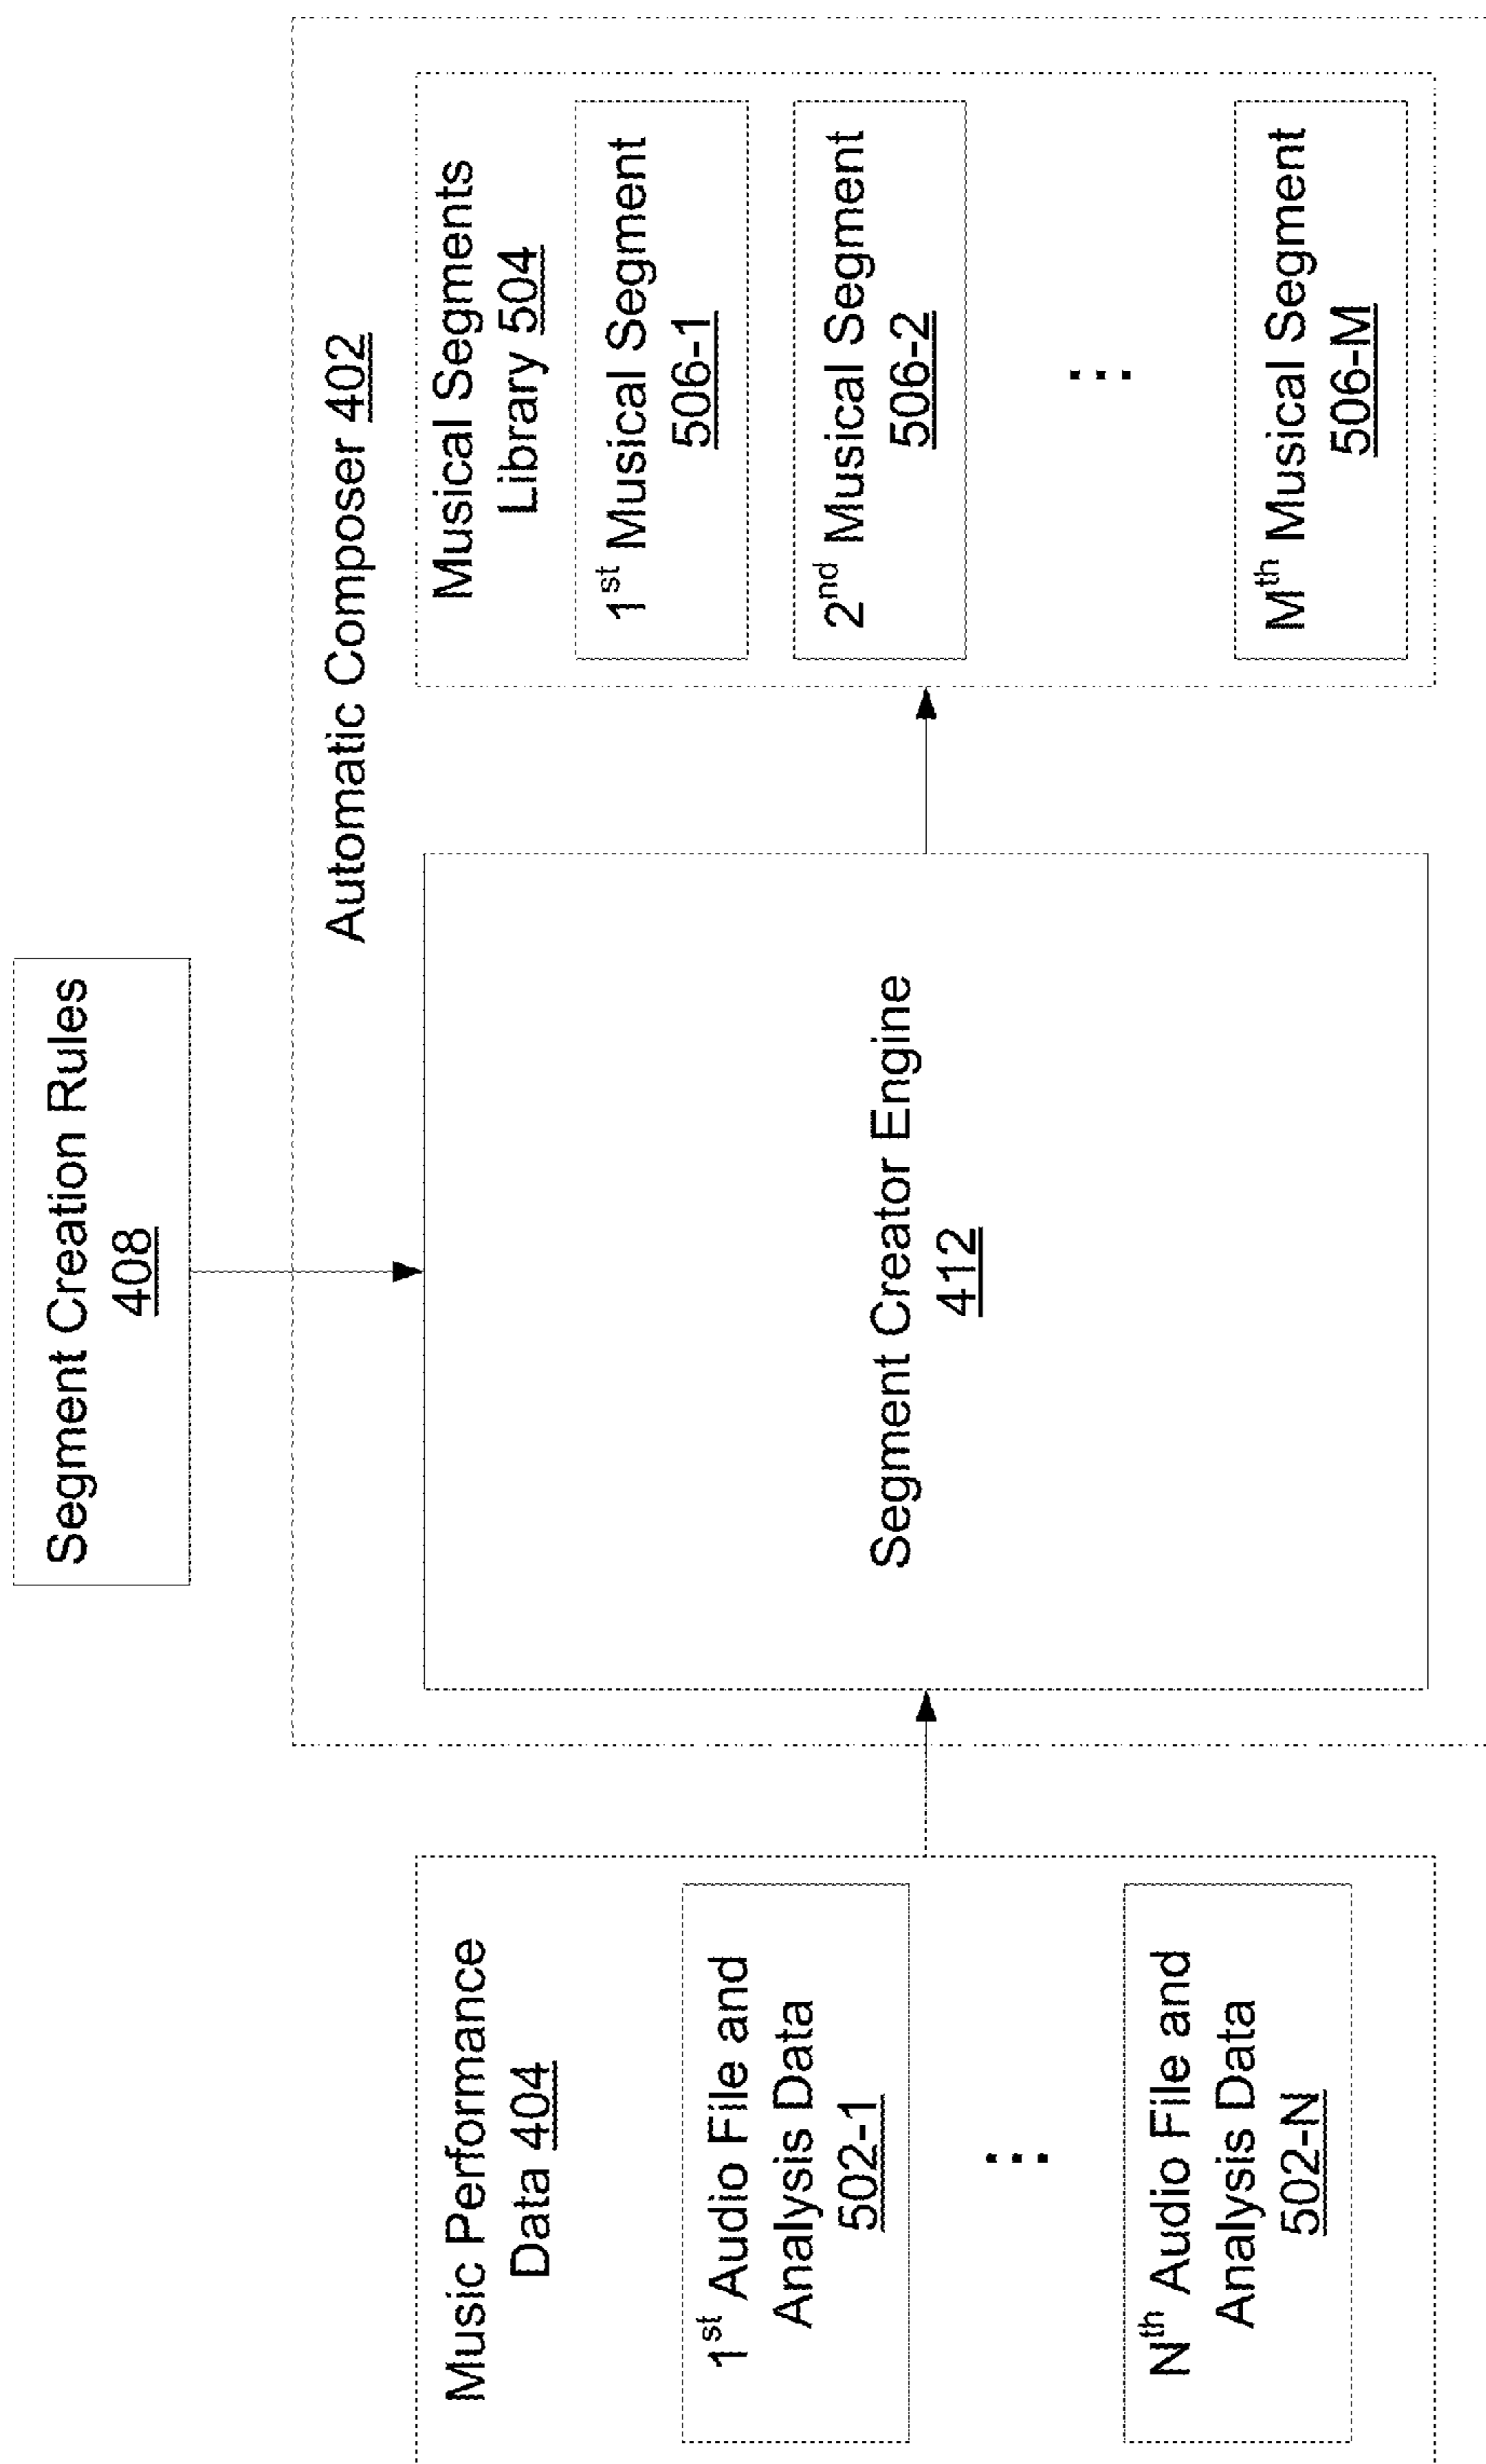 Segment Creation Rules
408
Automatic Composer 402
Music Performance
Data 404
1st Audio File and
Analysis Data
502-1
⋮
Nth Audio File and
Analysis Data
502-N
Segment Creator Engine
412
Musical Segments
Library 504
1st Musical Segment
506-1
2nd Musical Segment
506-2
⋮
Mth Musical Segment
506-M